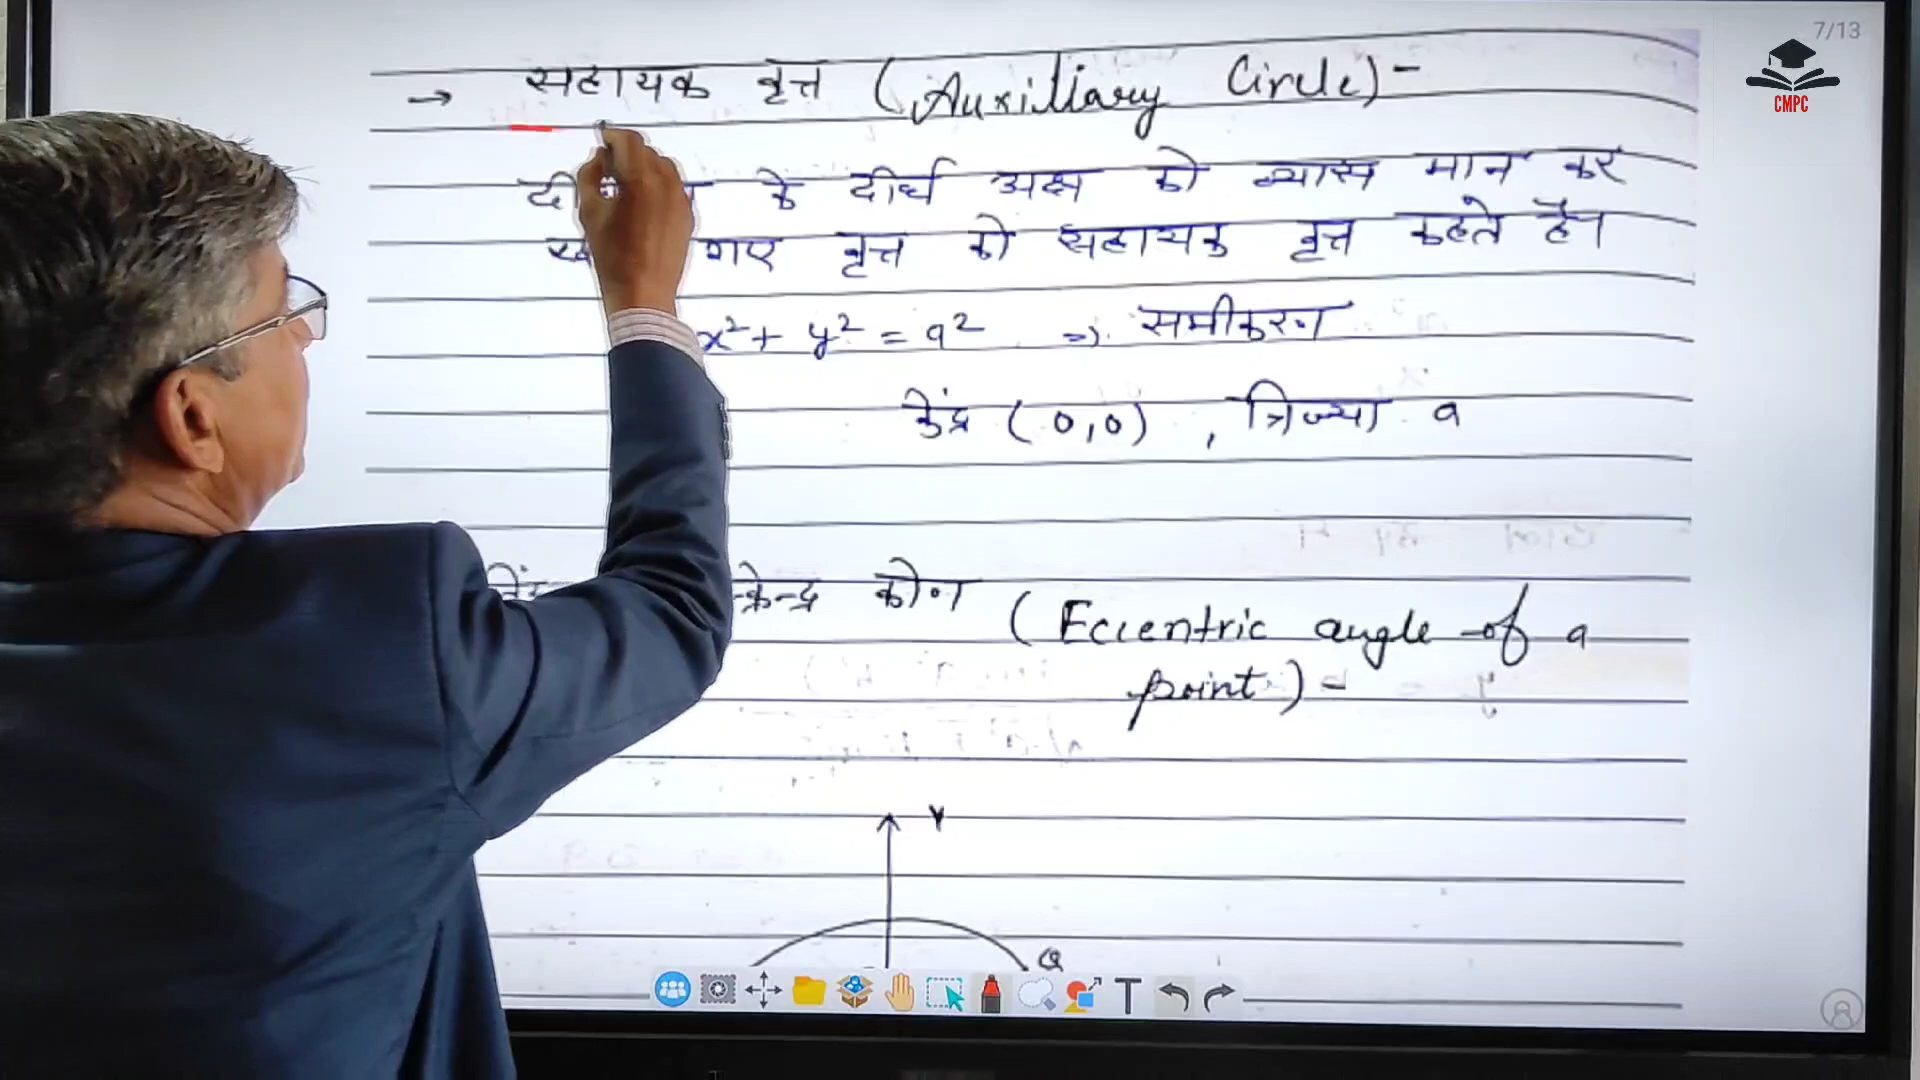 7/13
CMPC
→ सहायक वृत्त (Auxiliary Circle) -
के दीर्घ अक्ष को व्यास मान कर
गए वृत्त को सहायक वृत्त कहते है।
x² + y² = a² => समीकरण
केंद्र (0,0) , त्रिज्या a
कोण (Eccentric angle of a
point) -
Y
Q